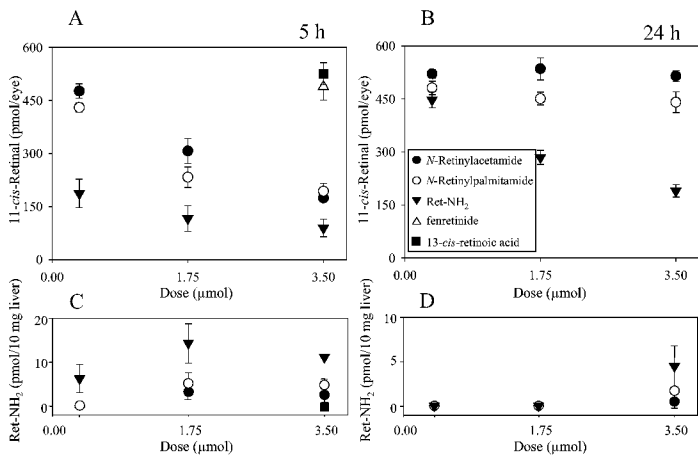 A
5 h
B
24 h
600
450
300
150
0
11-cis-Retinal (pmol/eye)
0.00
1.75
3.50
Dose (µmol)
600
450
300
150
0
11-cis-Retinal (pmol/eye)
N-Retinylacetamide
N-Retinylpalmitamide
Ret-NH₂
fenretinide
13-cis-retinoic acid
0.00
1.75
3.50
Dose (µmol)
C
20
10
0
Ret-NH₂ (pmol/10 mg liver)
0.00
1.75
3.50
Dose (µmol)
D
10
5
0
Ret-NH₂ (pmol/10 mg liver)
0.00
1.75
3.50
Dose (µmol)